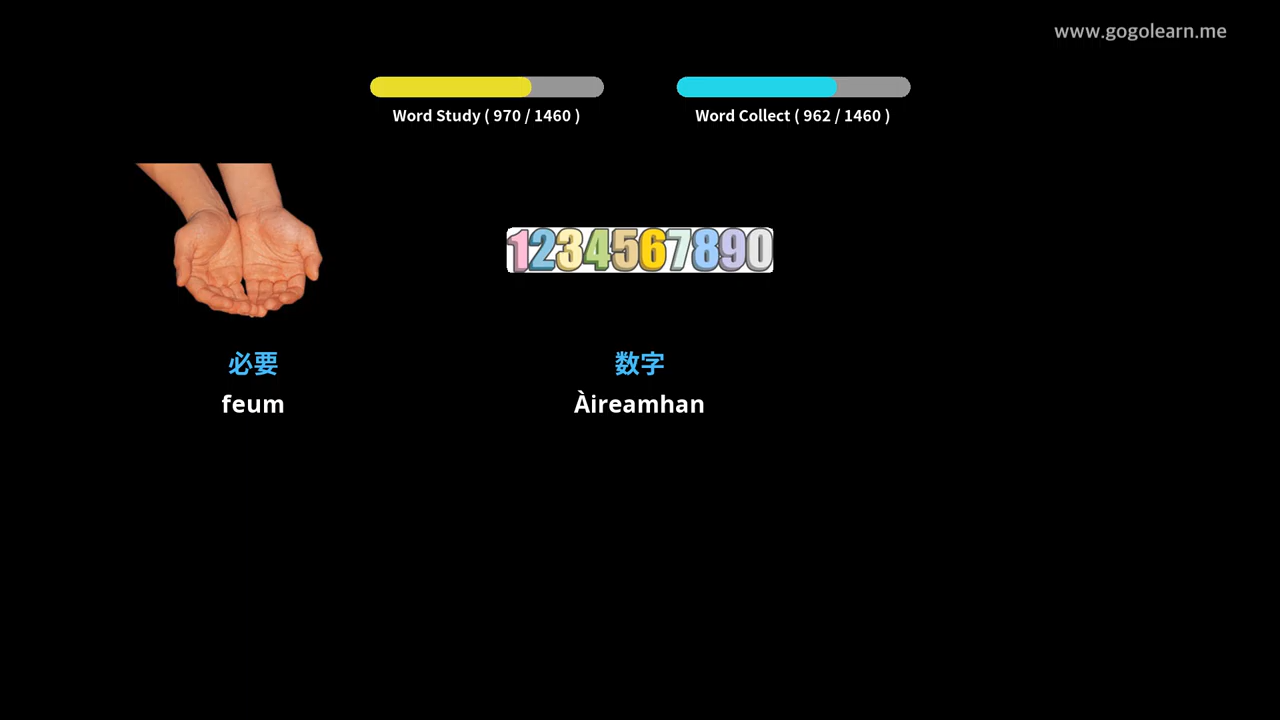 www.gogolearn.me
Word Study ( 970 / 1460 )
Word Collect ( 962 / 1460 )
1234567890
必要
feum
数字
Àireamhan